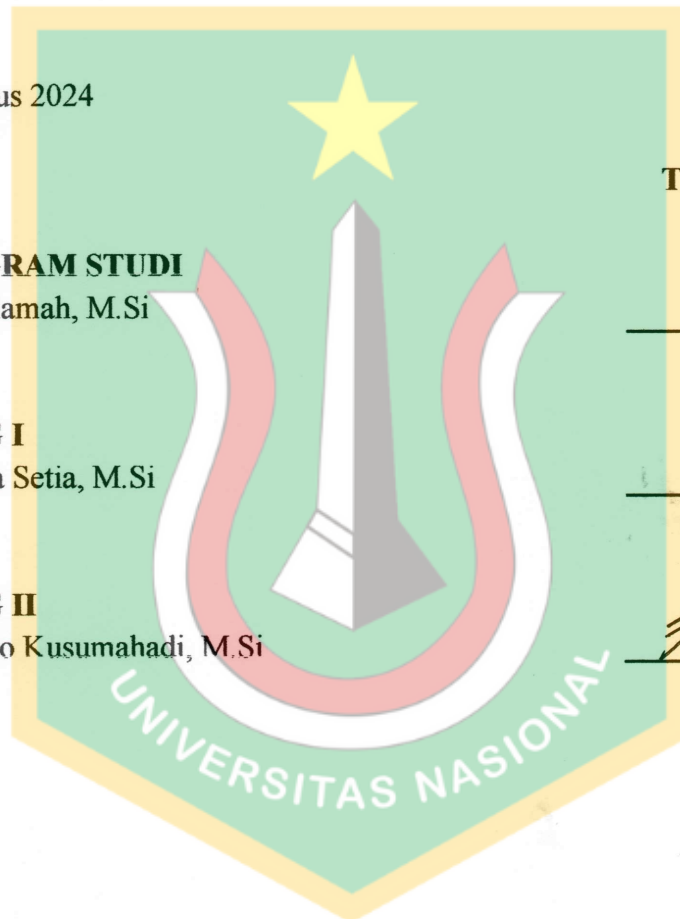 us 2024
T
RAM STUDI
amah, M.Si
G I
a Setia, M.Si
G II
o Kusumahadi, M.Si
UNIVERSITAS NASIONAL